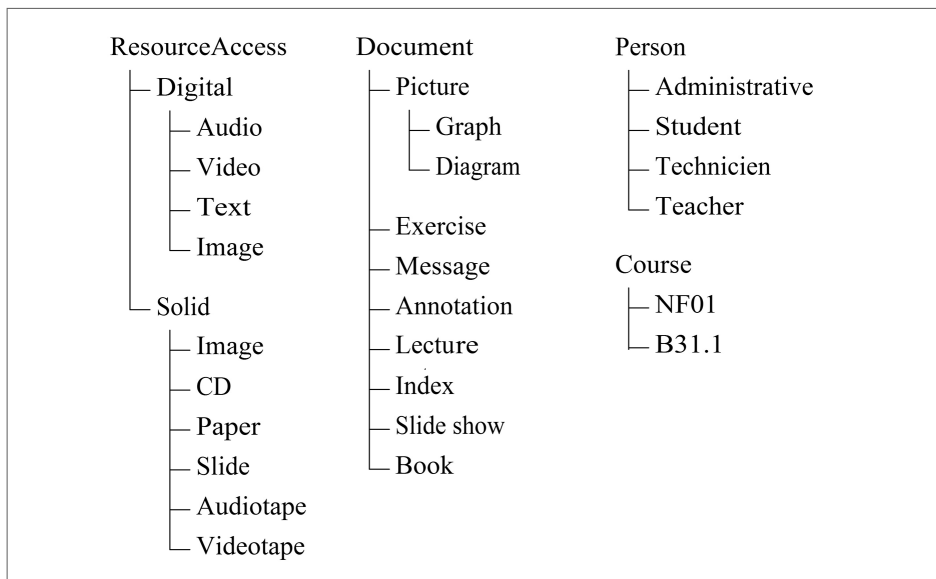 ResourceAccess
Digital
Audio
Video
Text
Image
Solid
Image
CD
Paper
Slide
Audiotape
Videotape
Document
Picture
Graph
Diagram
Exercise
Message
Annotation
Lecture
Index
Slide show
Book
Person
Administrative
Student
Technicien
Teacher
Course
NF01
B31.1